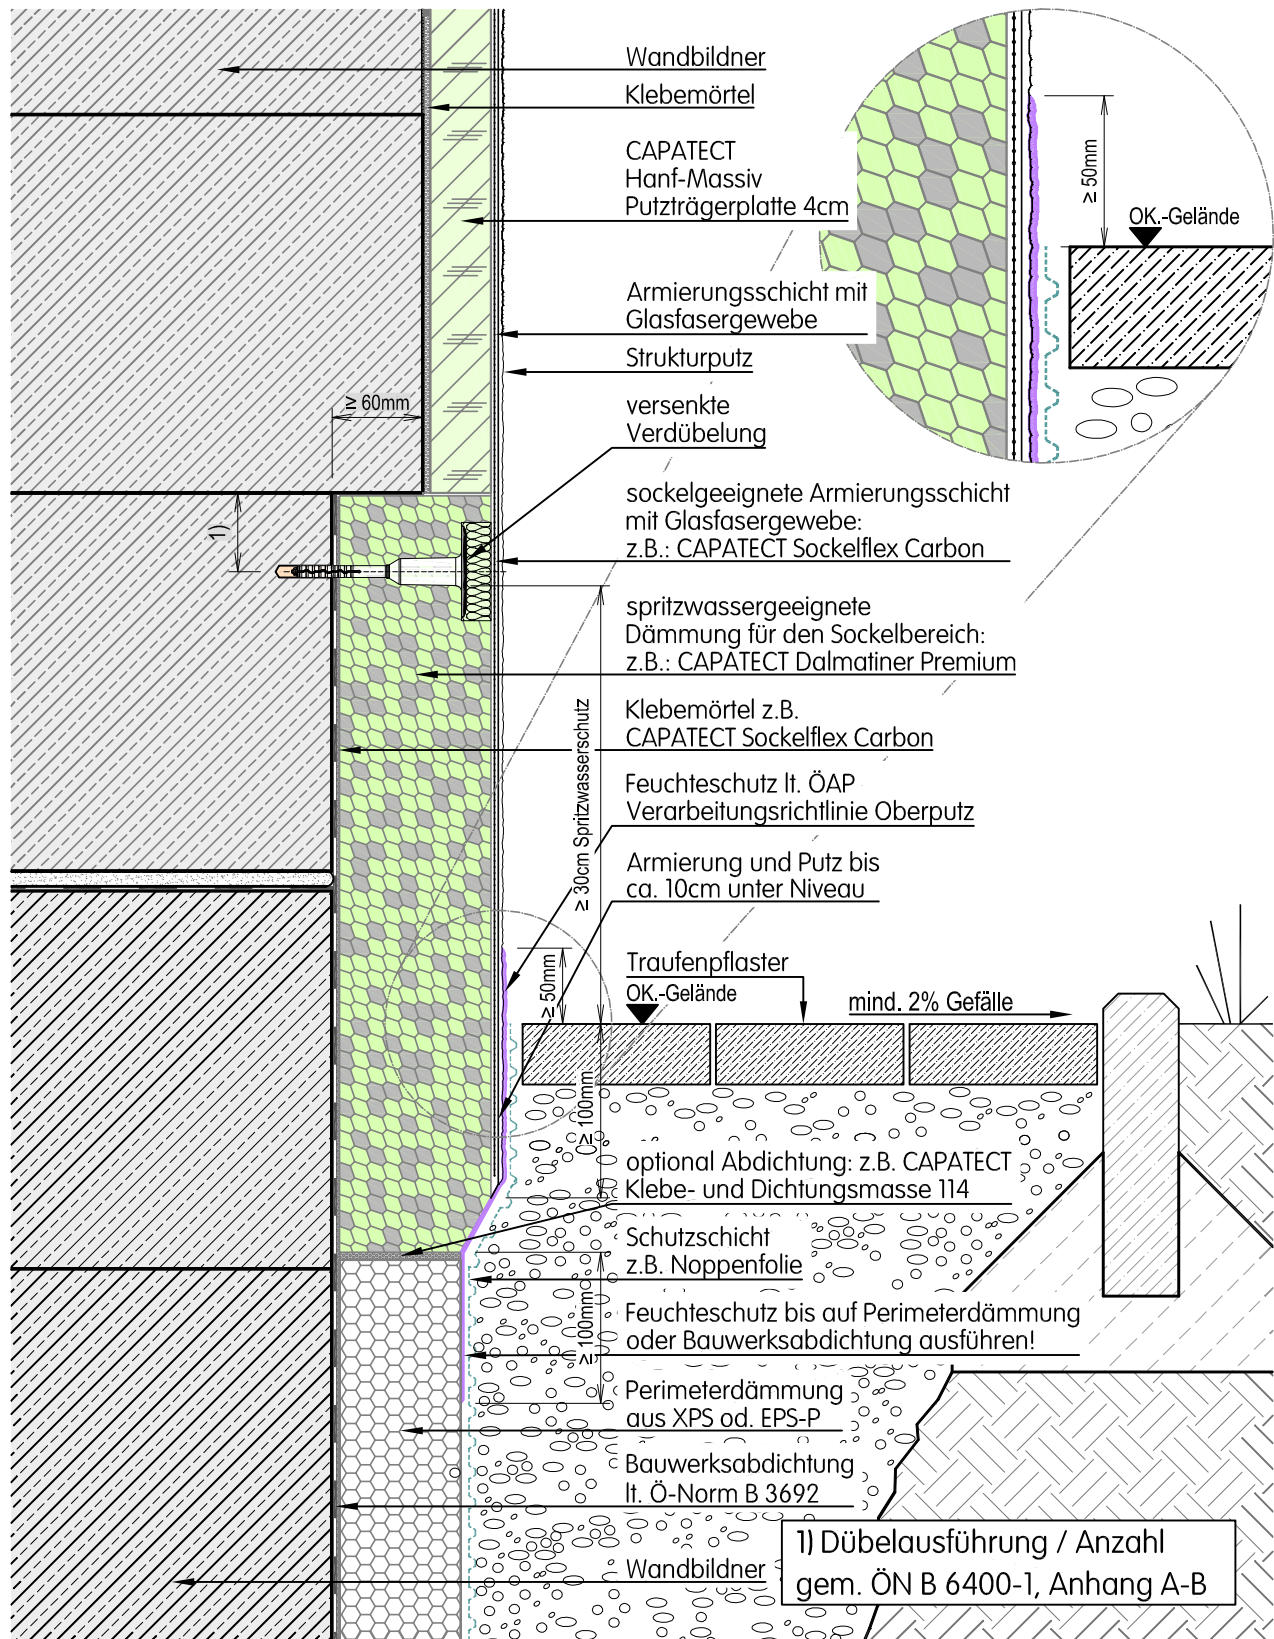 Wandbildner
Klebemörtel
CAPATECT
Hanf-Massiv
Putzträgerplatte 4cm
≥ 50mm
OK.-Gelände
Armierungsschicht mit
Glasfasergewebe
Strukturputz
≥ 60mm
versenkte
Verdübelung
sockelgeeignete Armierungsschicht
mit Glasfasergewebe:
z.B.: CAPATECT Sockelflex Carbon
1)
spritzwassergeeignete
Dämmung für den Sockelbereich:
z.B.: CAPATECT Dalmatiner Premium
Klebemörtel z.B.
CAPATECT Sockelflex Carbon
≥ 30cm Spritzwasserschutz
Feuchteschutz lt. ÖAP
Verarbeitungsrichtlinie Oberputz
Armierung und Putz bis
ca. 10cm unter Niveau
Traufenpflaster
OK.-Gelände
mind. 2% Gefälle
≥ 50mm
≥ 100mm
optional Abdichtung: z.B. CAPATECT
Klebe- und Dichtungsmasse 114
Schutzschicht
z.B. Noppenfolie
≥ 100mm
Feuchteschutz bis auf Perimeterdämmung
oder Bauwerksabdichtung ausführen!
Perimeterdämmung
aus XPS od. EPS-P
Bauwerksabdichtung
lt. Ö-Norm B 3692
Wandbildner
1) Dübelausführung / Anzahl
gem. ÖN B 6400-1, Anhang A-B